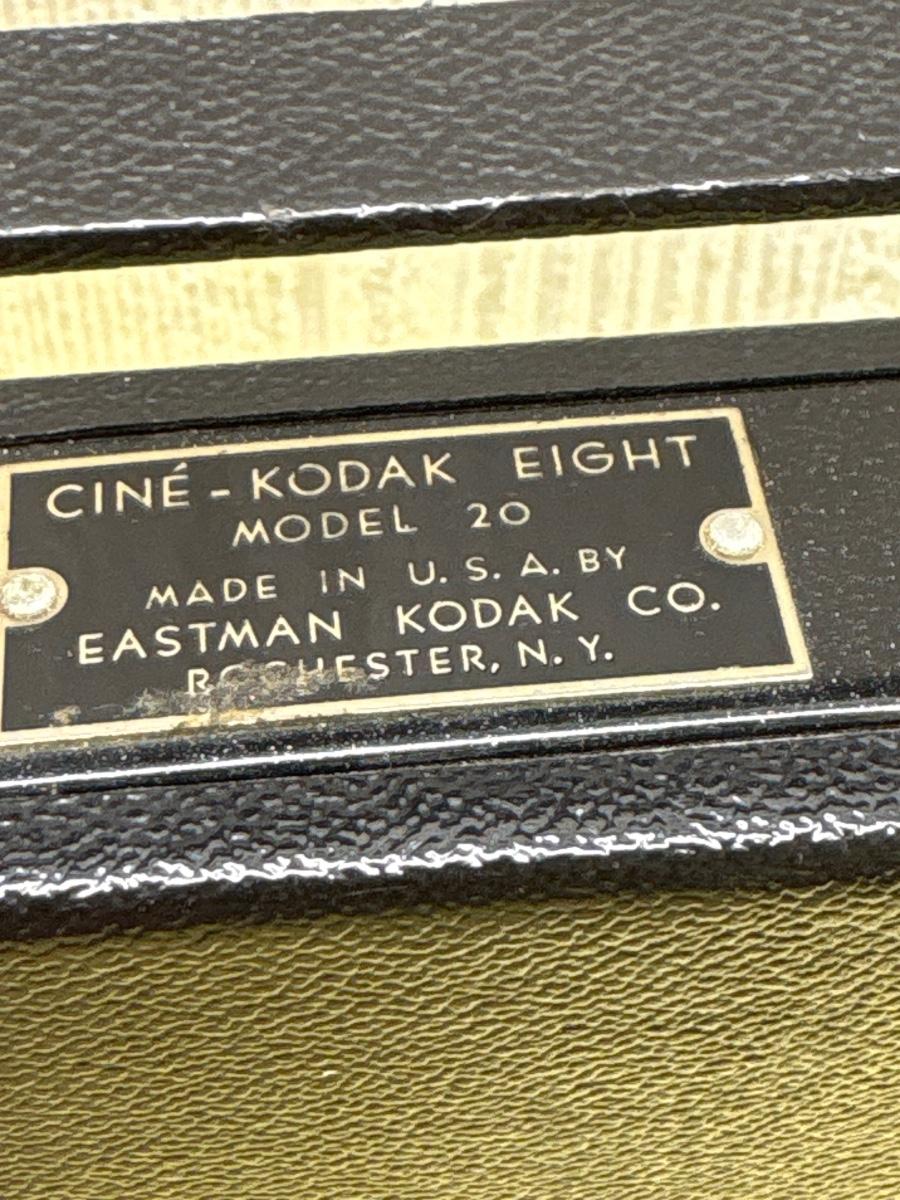 CINÉ-KODAK EIGHT
MODEL 20
MADE IN U.S.A. BY
EASTMAN KODAK CO.
ROCHESTER, N.Y.